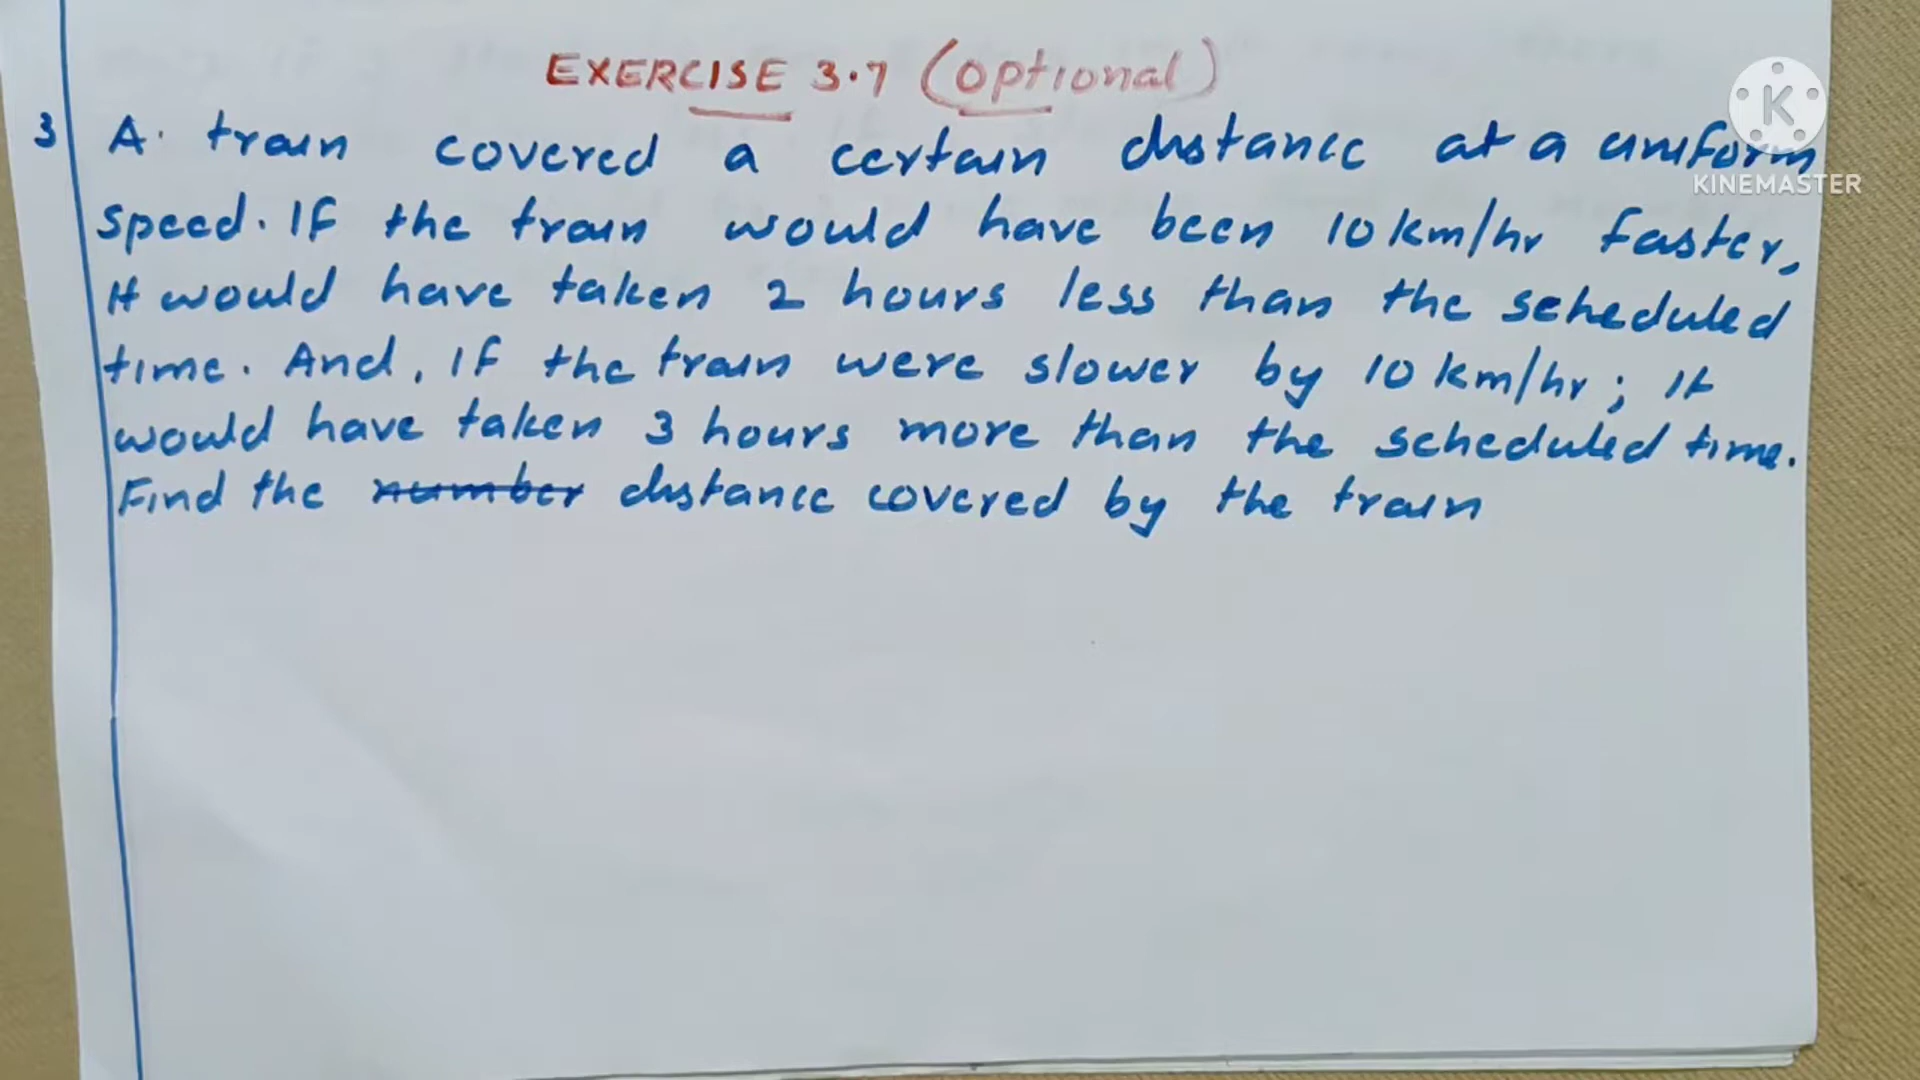 EXERCISE 3.7 (Optional)
3 A. train covered a certain distance at a uniform
speed. If the train would have been 10 km/hr faster,
it would have taken 2 hours less than the scheduled
time. And, if the train were slower by 10 km/hr; it
would have taken 3 hours more than the scheduled time.
Find the number distance covered by the train
K
KINEMASTER